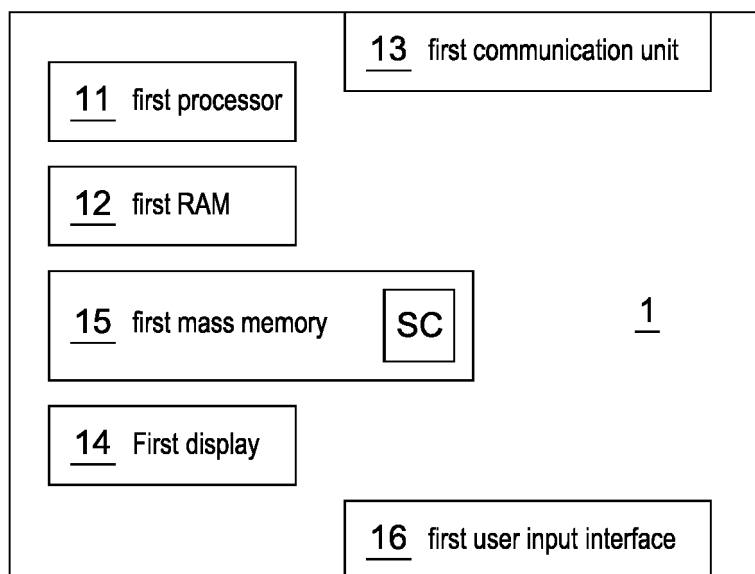 13 first communication unit
11 first processor
12 first RAM
15 first mass memory SC
1
14 First display
16 first user input interface